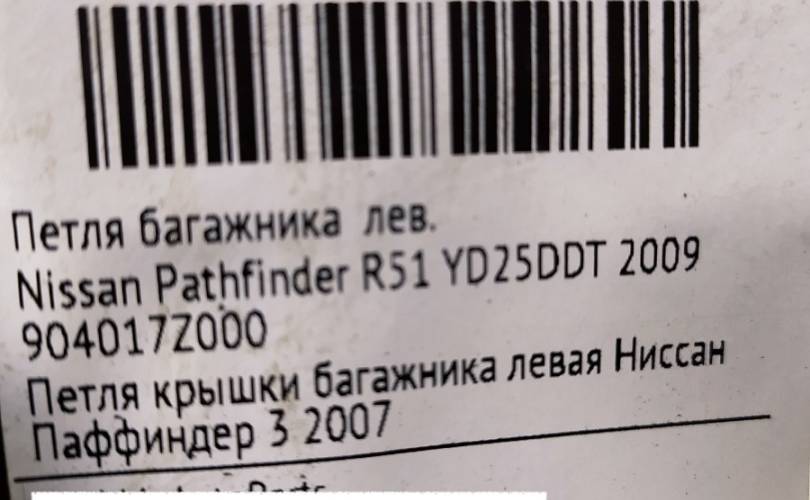 Петля багажника лев.
Nissan Pathfinder R51 YD25DDT 2009
904017Z000
Петля крышки багажника левая Ниссан
Паффиндер 3 2007